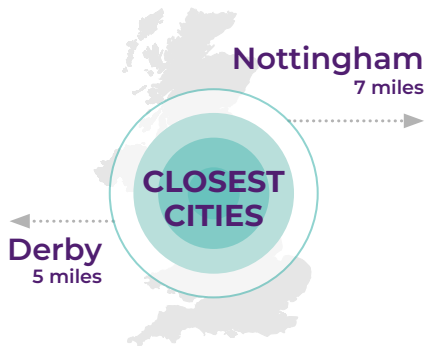 Nottingham
7 miles
CLOSEST
CITIES
Derby
5 miles